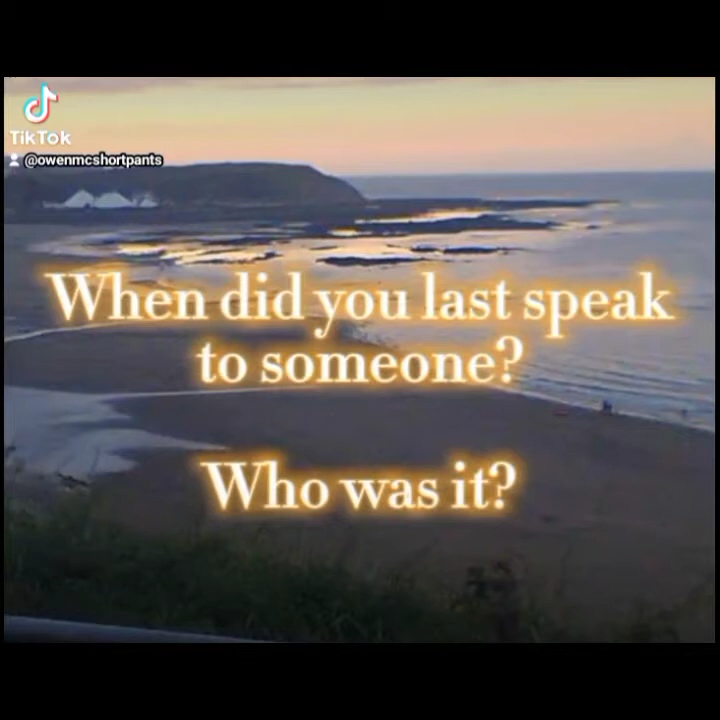 TikTok
@owenmcshortpants
When did you last speak
to someone?
Who was it?